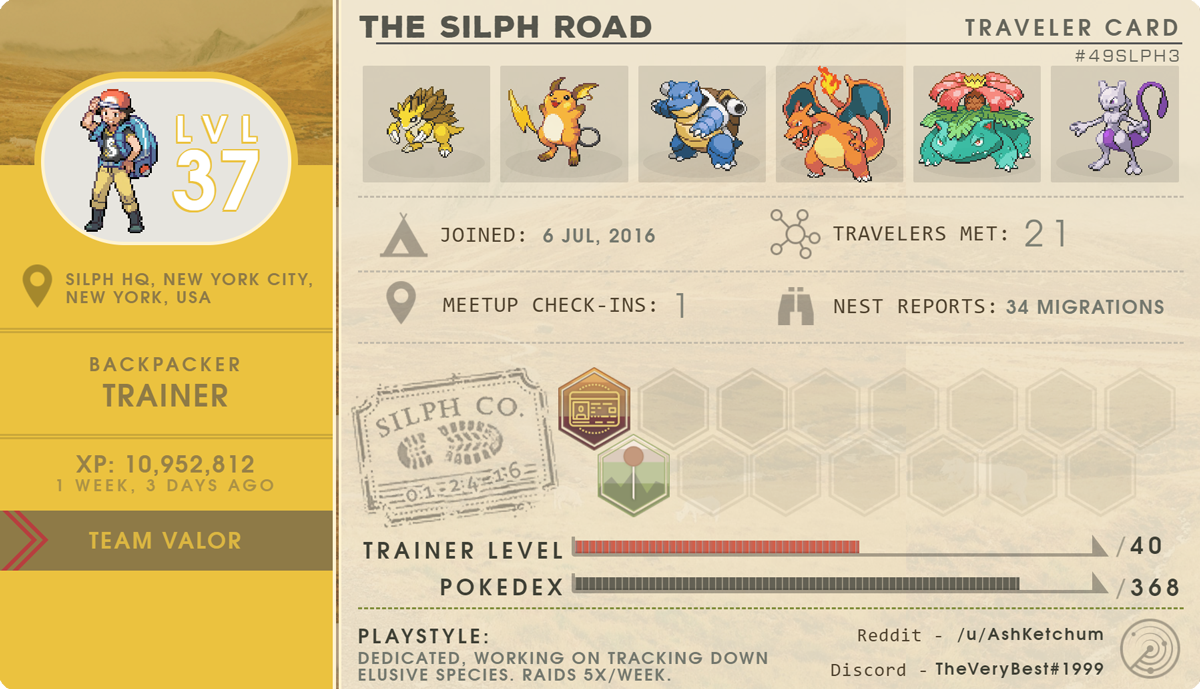 THE SILPH ROAD
TRAVELER CARD
#49SLPH3
LVL
37
SILPH HQ, NEW YORK CITY,
NEW YORK, USA
BACKPACKER
TRAINER
XP: 10,952,812
1 WEEK, 3 DAYS AGO
TEAM VALOR
JOINED: 6 JUL, 2016
TRAVELERS MET: 21
MEETUP CHECK-INS: 1
NEST REPORTS: 34 MIGRATIONS
SILPH CO.
01-24-16
TRAINER LEVEL /40
POKEDEX /368
PLAYSTYLE:
DEDICATED, WORKING ON TRACKING DOWN
ELUSIVE SPECIES. RAIDS 5X/WEEK.
Reddit - /u/AshKetchum
Discord - TheVeryBest#1999